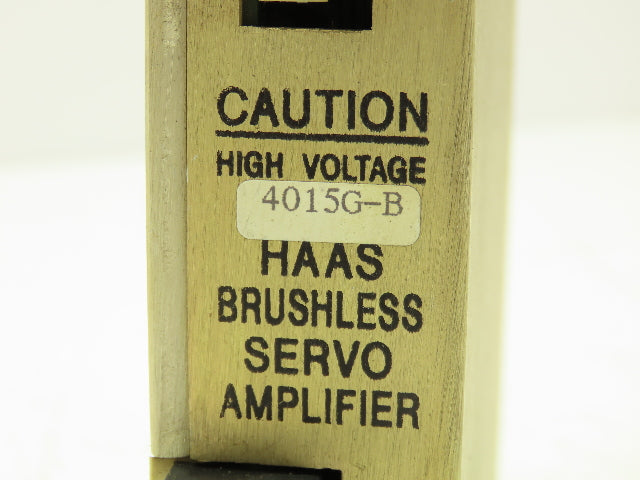 CAUTION
HIGH VOLTAGE
4015G-B
HAAS
BRUSHLESS
SERVO
AMPLIFIER